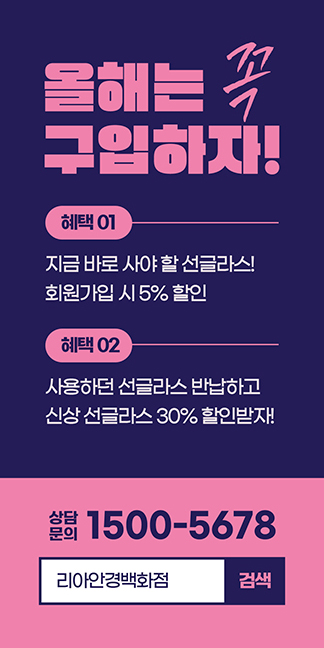 올해는 꼭
구입하자!
혜택 01
지금 바로 사야 할 선글라스!
회원가입 시 5% 할인
혜택 02
사용하던 선글라스 반납하고
신상 선글라스 30% 할인받자!
상담
문의
1500-5678
리아안경백화점 검색